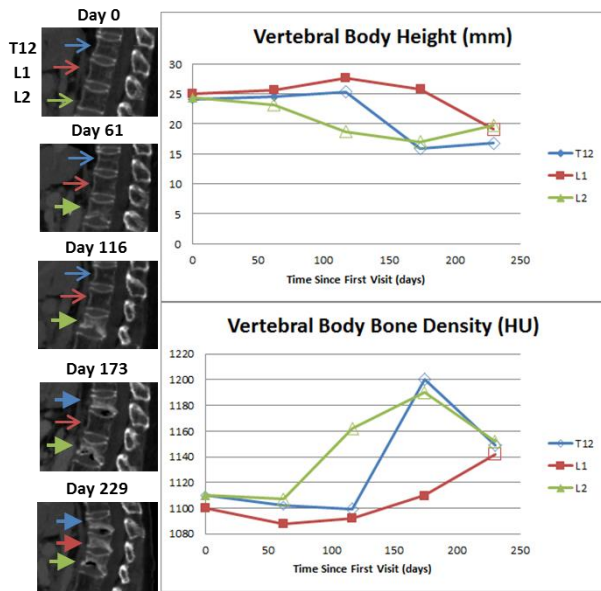 Day 0
T12
L1
L2
Day 61
Day 116
Day 173
Day 229
Vertebral Body Height (mm)
30
25
20
15
10
5
0
0 50 100 150 200 250
Time Since First Visit (days)
T12
L1
L2
Vertebral Body Bone Density (HU)
1220
1200
1180
1160
1140
1120
1100
1080
0 50 100 150 200 250
Time Since First Visit (days)
T12
L1
L2